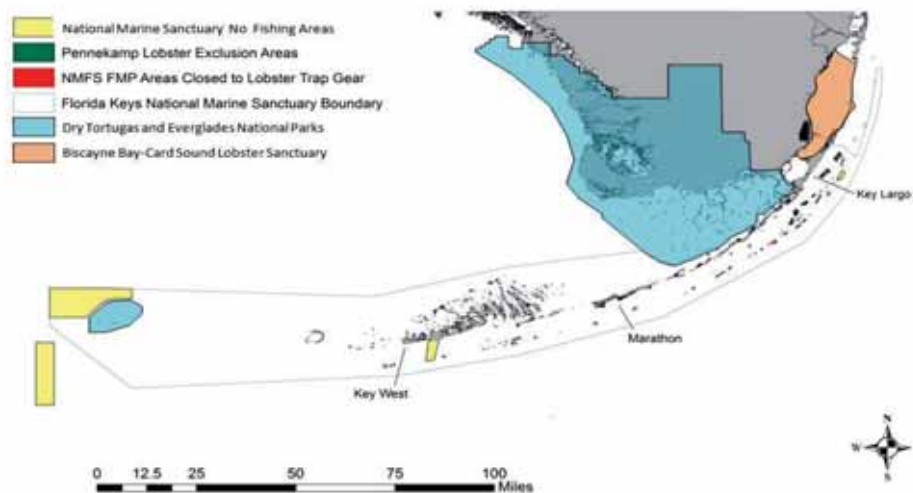 National Marine Sanctuary No Fishing Areas
Pennekamp Lobster Exclusion Areas
NMFS FMP Areas Closed to Lobster Trap Gear
Florida Keys National Marine Sanctuary Boundary
Dry Tortugas and Everglades National Parks
Biscayne Bay-Card Sound Lobster Sanctuary
Key Largo
Marathon
Key West
N
W E
S
0 12.5 25 50 75 100
Miles